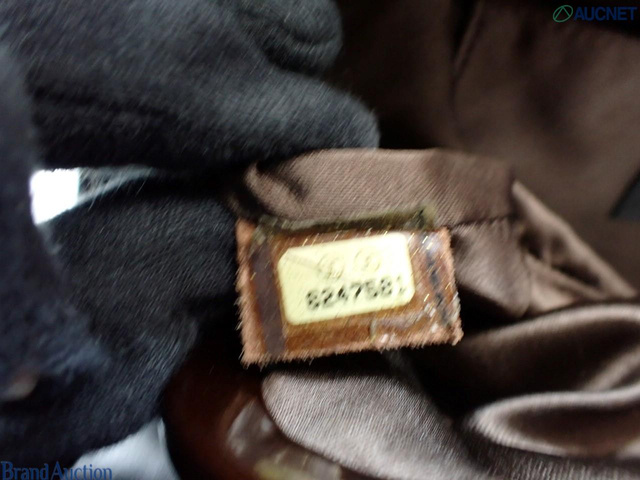 AUCNET
6247581
Brand Auction